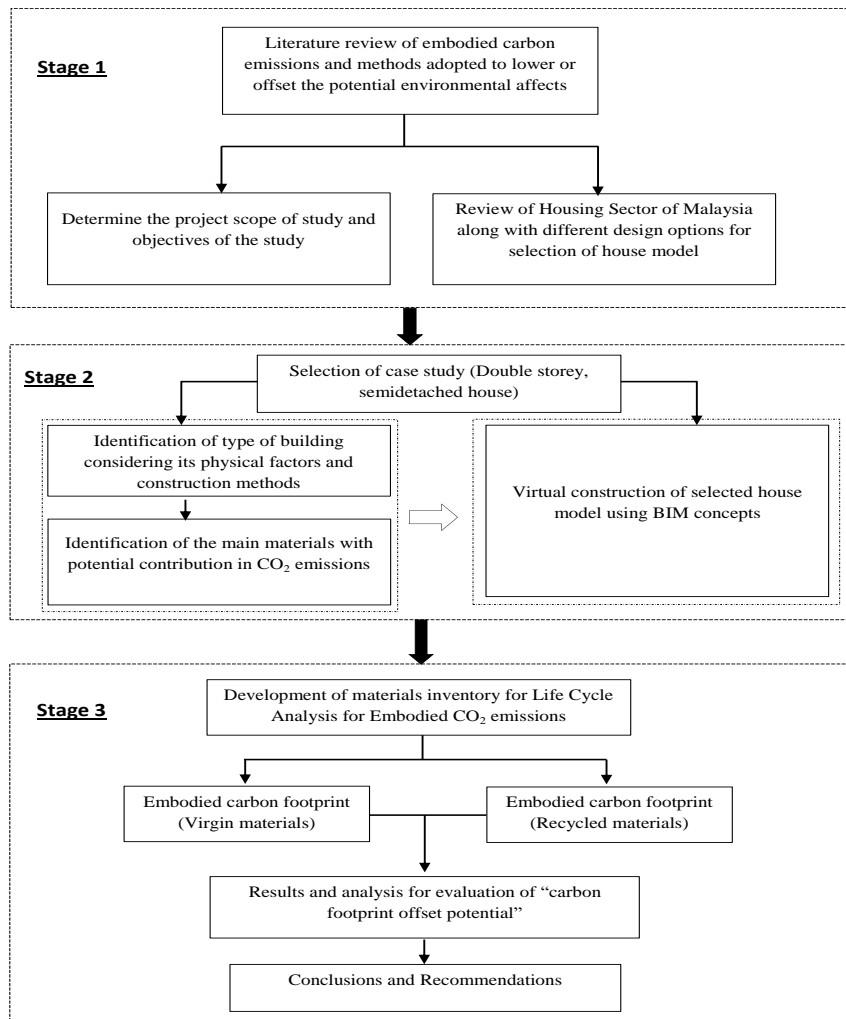 Stage 1
Literature review of embodied carbon
emissions and methods adopted to lower or
offset the potential environmental affects
Determine the project scope of study and
objectives of the study
Review of Housing Sector of Malaysia
along with different design options for
selection of house model
Stage 2
Selection of case study (Double storey,
semidetached house)
Identification of type of building
considering its physical factors and
construction methods
Identification of the main materials with
potential contribution in CO₂ emissions
Virtual construction of selected house
model using BIM concepts
Stage 3
Development of materials inventory for Life Cycle
Analysis for Embodied CO₂ emissions
Embodied carbon footprint
(Virgin materials)
Embodied carbon footprint
(Recycled materials)
Results and analysis for evaluation of “carbon
footprint offset potential”
Conclusions and Recommendations